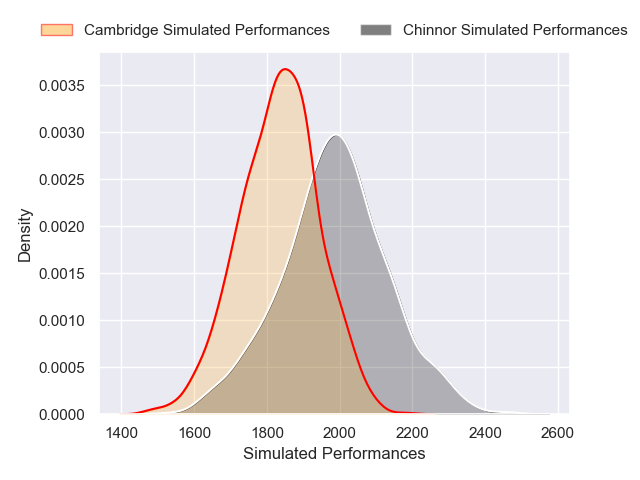 Cambridge Simulated Performances Chinnor Simulated Performances
0.0035
0.0030
0.0025
0.0020
0.0015
0.0010
0.0005
0.0000
Density
1400 1600 1800 2000 2200 2400 2600
Simulated Performances